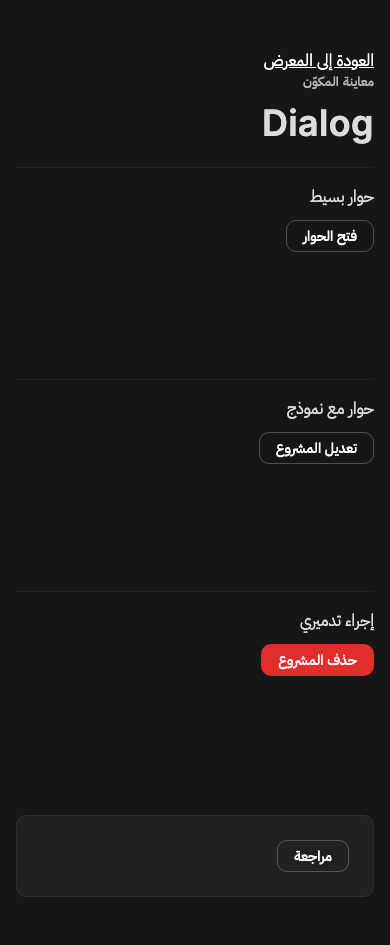 العودة إلى المعرض
معاينة المكوّن
Dialog
حوار بسيط
فتح الحوار
حوار مع نموذج
تعديل المشروع
إجراء تدميري
حذف المشروع
مراجعة